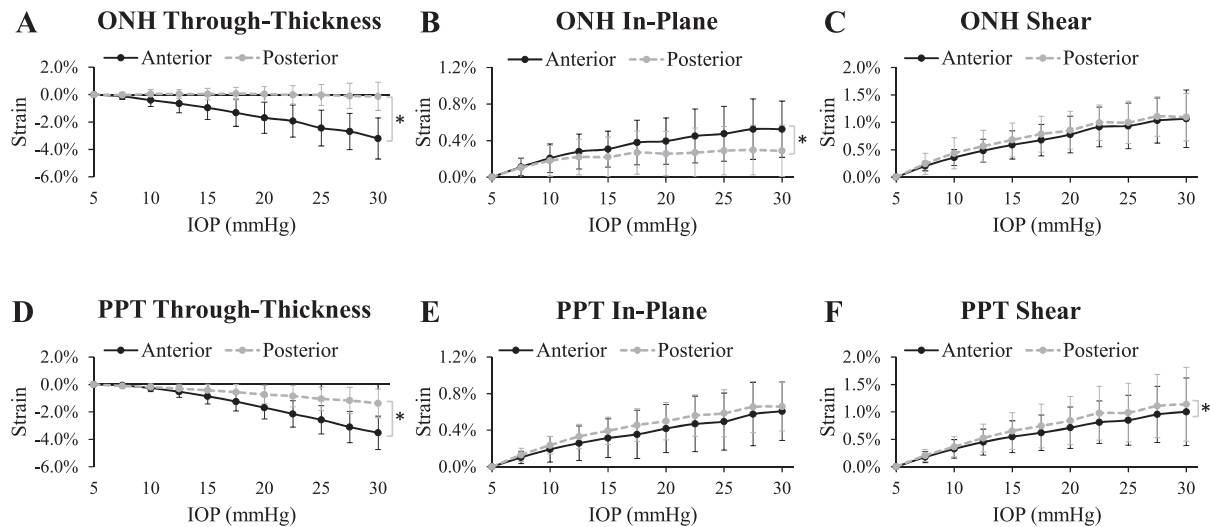 A ONH Through-Thickness
Anterior Posterior
2.0%
0.0%
-2.0%
-4.0%
-6.0%
Strain
*
5 10 15 20 25 30
IOP (mmHg)
B ONH In-Plane
Anterior Posterior
1.2%
0.8%
0.4%
0.0%
Strain
*
5 10 15 20 25 30
IOP (mmHg)
C ONH Shear
Anterior Posterior
2.0%
1.5%
1.0%
0.5%
0.0%
Strain
5 10 15 20 25 30
IOP (mmHg)
D PPT Through-Thickness
Anterior Posterior
2.0%
0.0%
-2.0%
-4.0%
-6.0%
Strain
*
5 10 15 20 25 30
IOP (mmHg)
E PPT In-Plane
Anterior Posterior
1.2%
0.8%
0.4%
0.0%
Strain
5 10 15 20 25 30
IOP (mmHg)
F PPT Shear
Anterior Posterior
2.0%
1.5%
1.0%
0.5%
0.0%
Strain
*
5 10 15 20 25 30
IOP (mmHg)